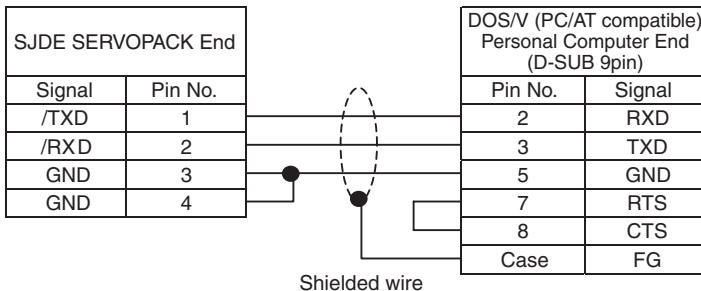 SJDE SERVOPACK End
Signal Pin No.
/TXD 1
/RXD 2
GND 3
GND 4
DOS/V (PC/AT compatible)
Personal Computer End
(D-SUB 9pin)
Pin No. Signal
2 RXD
3 TXD
5 GND
7 RTS
8 CTS
Case FG
Shielded wire